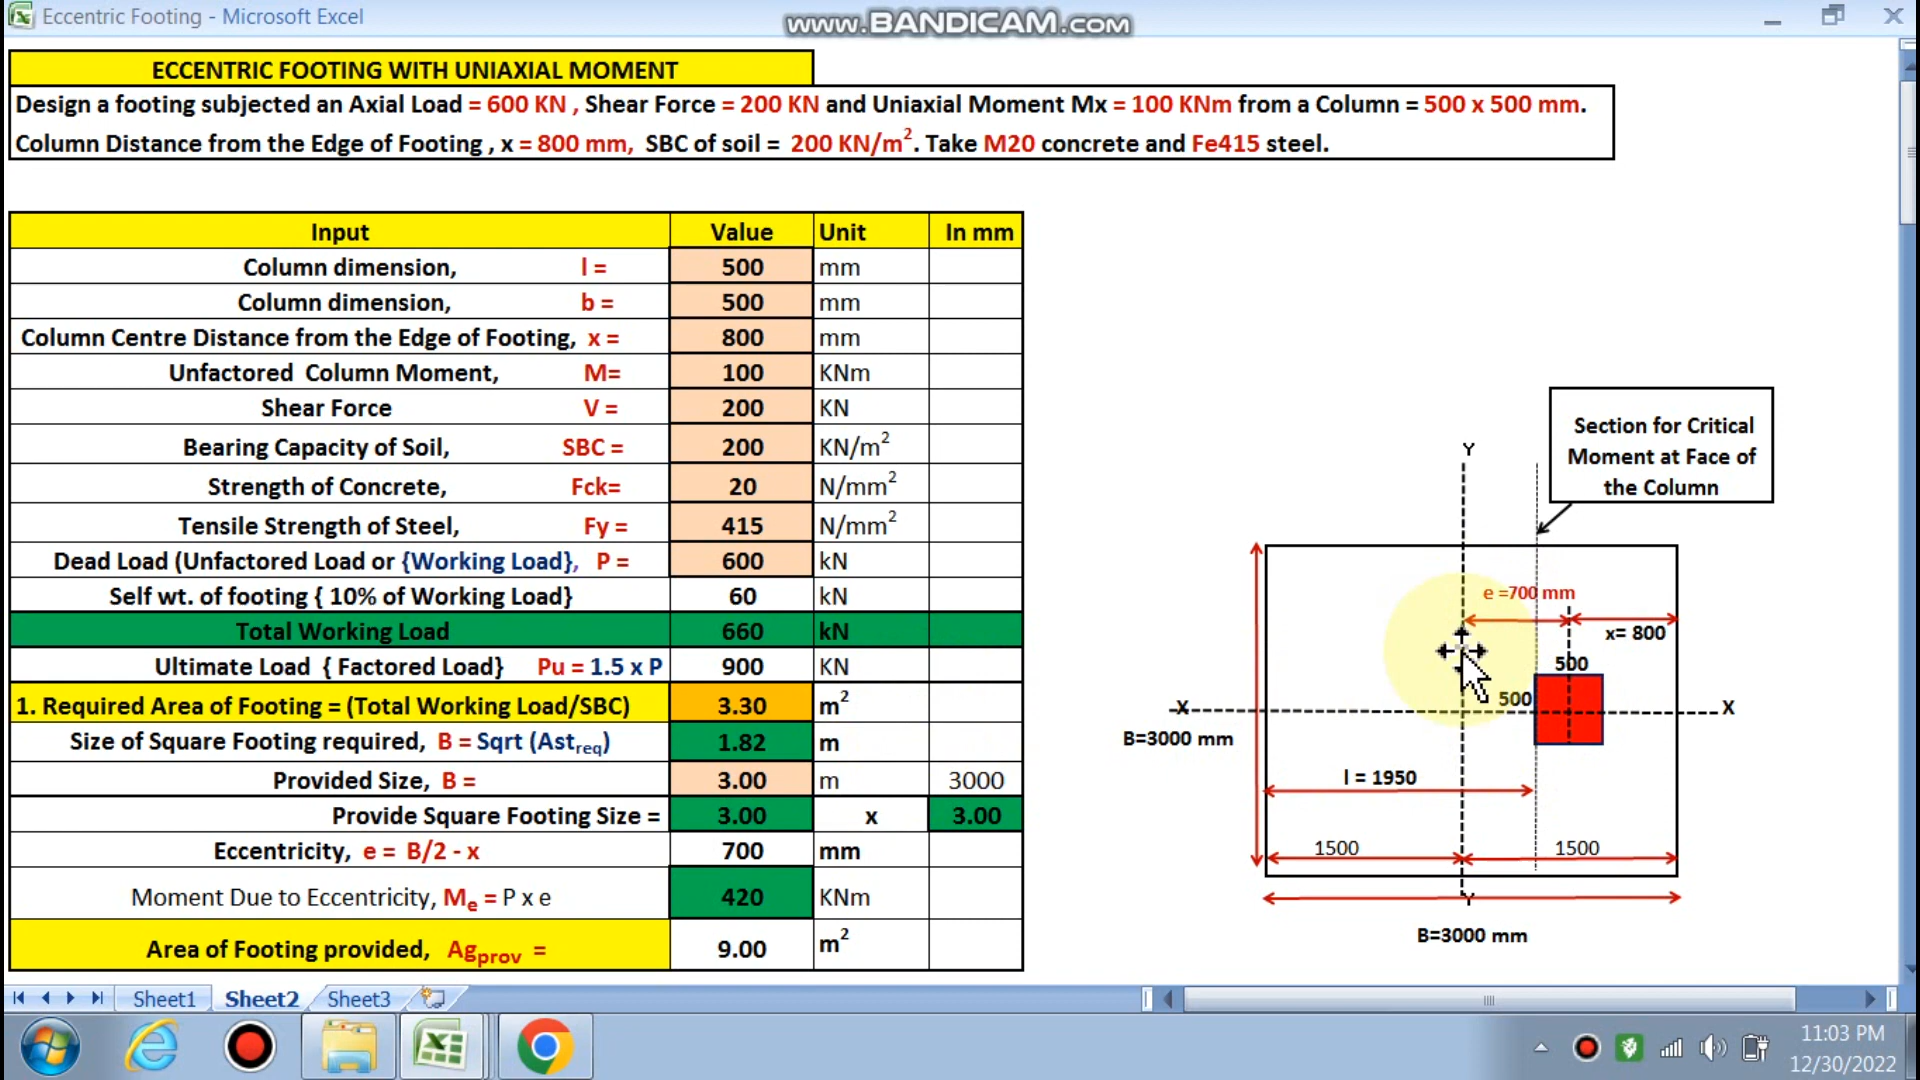 Eccentric Footing - Microsoft Excel
www.BANDICAM.com
ECCENTRIC FOOTING WITH UNIAXIAL MOMENT
Design a footing subjected an Axial Load = 600 KN , Shear Force = 200 KN and Uniaxial Moment Mx = 100 KNm from a Column = 500 x 500 mm.
Column Distance from the Edge of Footing , x = 800 mm, SBC of soil = 200 KN/m². Take M20 concrete and Fe415 steel.
Input Value Unit In mm
Column dimension, l = 500 mm
Column dimension, b = 500 mm
Column Centre Distance from the Edge of Footing, x = 800 mm
Unfactored Column Moment, M= 100 KNm
Shear Force V = 200 KN
Bearing Capacity of Soil, SBC = 200 KN/m²
Strength of Concrete, Fck= 20 N/mm²
Tensile Strength of Steel, Fy = 415 N/mm²
Dead Load (Unfactored Load or {Working Load}, P = 600 kN
Self wt. of footing { 10% of Working Load} 60 kN
Total Working Load 660 kN
Ultimate Load { Factored Load} Pu = 1.5 x P 900 KN
1. Required Area of Footing = (Total Working Load/SBC) 3.30 m²
Size of Square Footing required, B = Sqrt (Astreq) 1.82 m
Provided Size, B = 3.00 m 3000
Provide Square Footing Size = 3.00 x 3.00
Eccentricity, e = B/2 - x 700 mm
Moment Due to Eccentricity, Me = P x e 420 KNm
Area of Footing provided, Agprov = 9.00 m²
Section for Critical
Moment at Face of
the Column
Y
e =700 mm
x= 800
500
500
X
X
B=3000 mm
l = 1950
1500
1500
Y
B=3000 mm
Sheet1 Sheet2 Sheet3
11:03 PM
12/30/2022